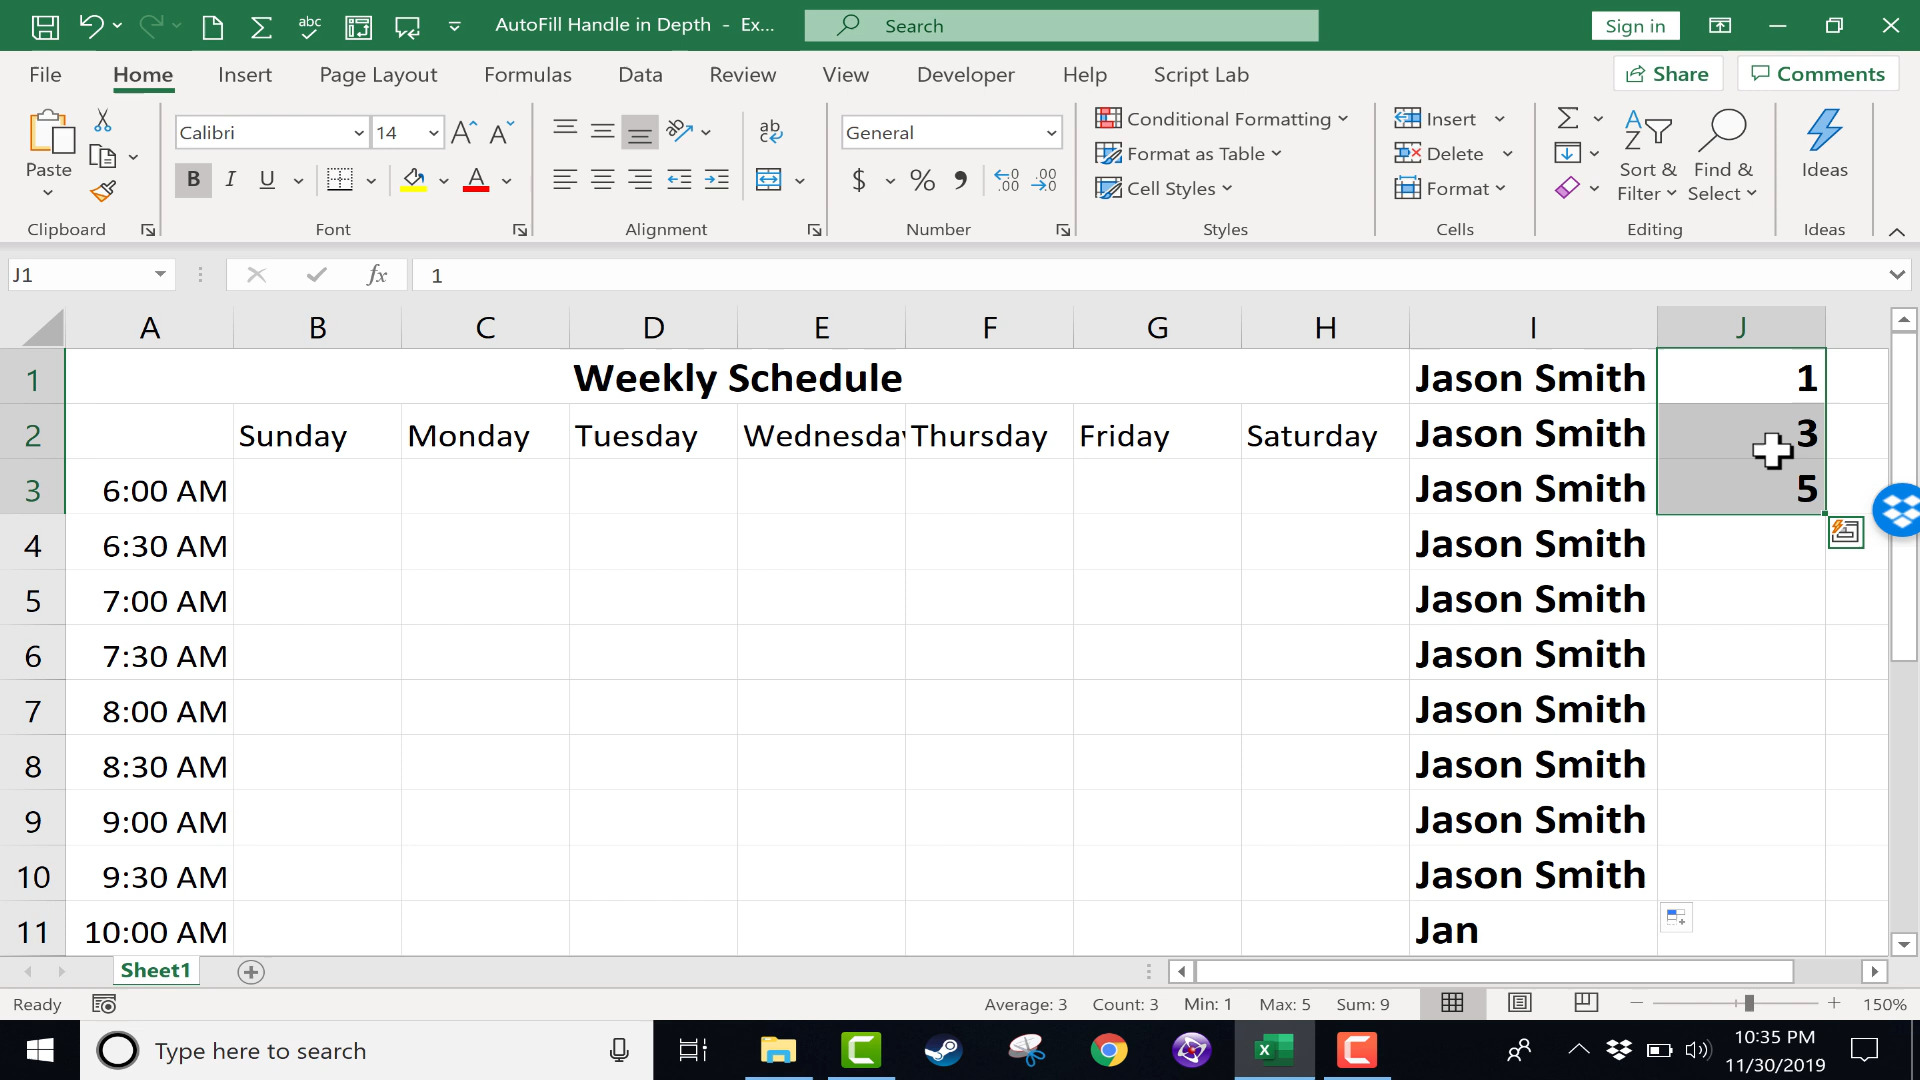 AutoFill Handle in Depth - Ex...
Search
Sign in
File Home Insert Page Layout Formulas Data Review View Developer Help Script Lab
Share Comments
Paste
Calibri 14
B I U
A
ab
General
$ % 9 .00 .00
Conditional Formatting
Format as Table
Cell Styles
Insert
Delete
Format
Sort & Filter
Find & Select
Ideas
Clipboard Font Alignment Number Styles Cells Editing Ideas
J1 fx 1
A B C D E F G H I J
1 Weekly Schedule Jason Smith 1
2 Sunday Monday Tuesday Wednesda Thursday Friday Saturday Jason Smith 3
3 6:00 AM Jason Smith 5
4 6:30 AM Jason Smith
5 7:00 AM Jason Smith
6 7:30 AM Jason Smith
7 8:00 AM Jason Smith
8 8:30 AM Jason Smith
9 9:00 AM Jason Smith
10 9:30 AM Jason Smith
11 10:00 AM Jan
Sheet1
Ready Average: 3 Count: 3 Min: 1 Max: 5 Sum: 9 150%
Type here to search
10:35 PM
11/30/2019